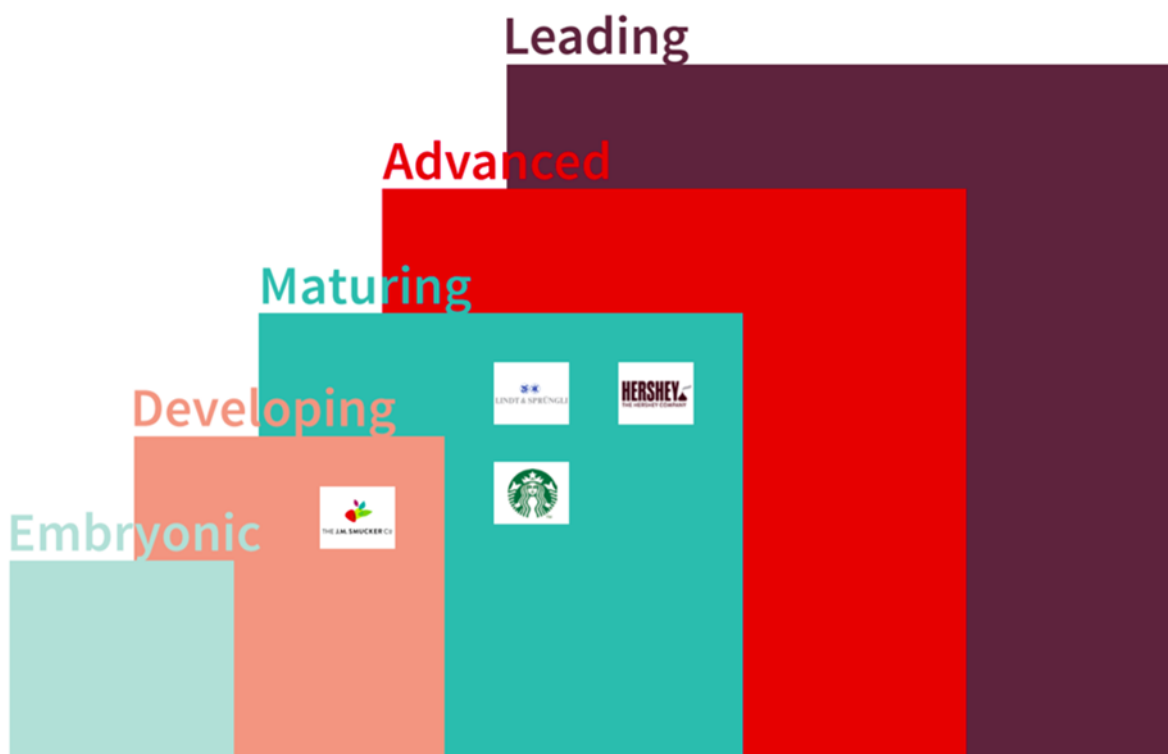 Leading
Advanced
Maturing
LINDT & SPRÜNGLI
HERSHEY
THE HERSHEY COMPANY
Developing
THE J.M. SMUCKER Co
Embryonic